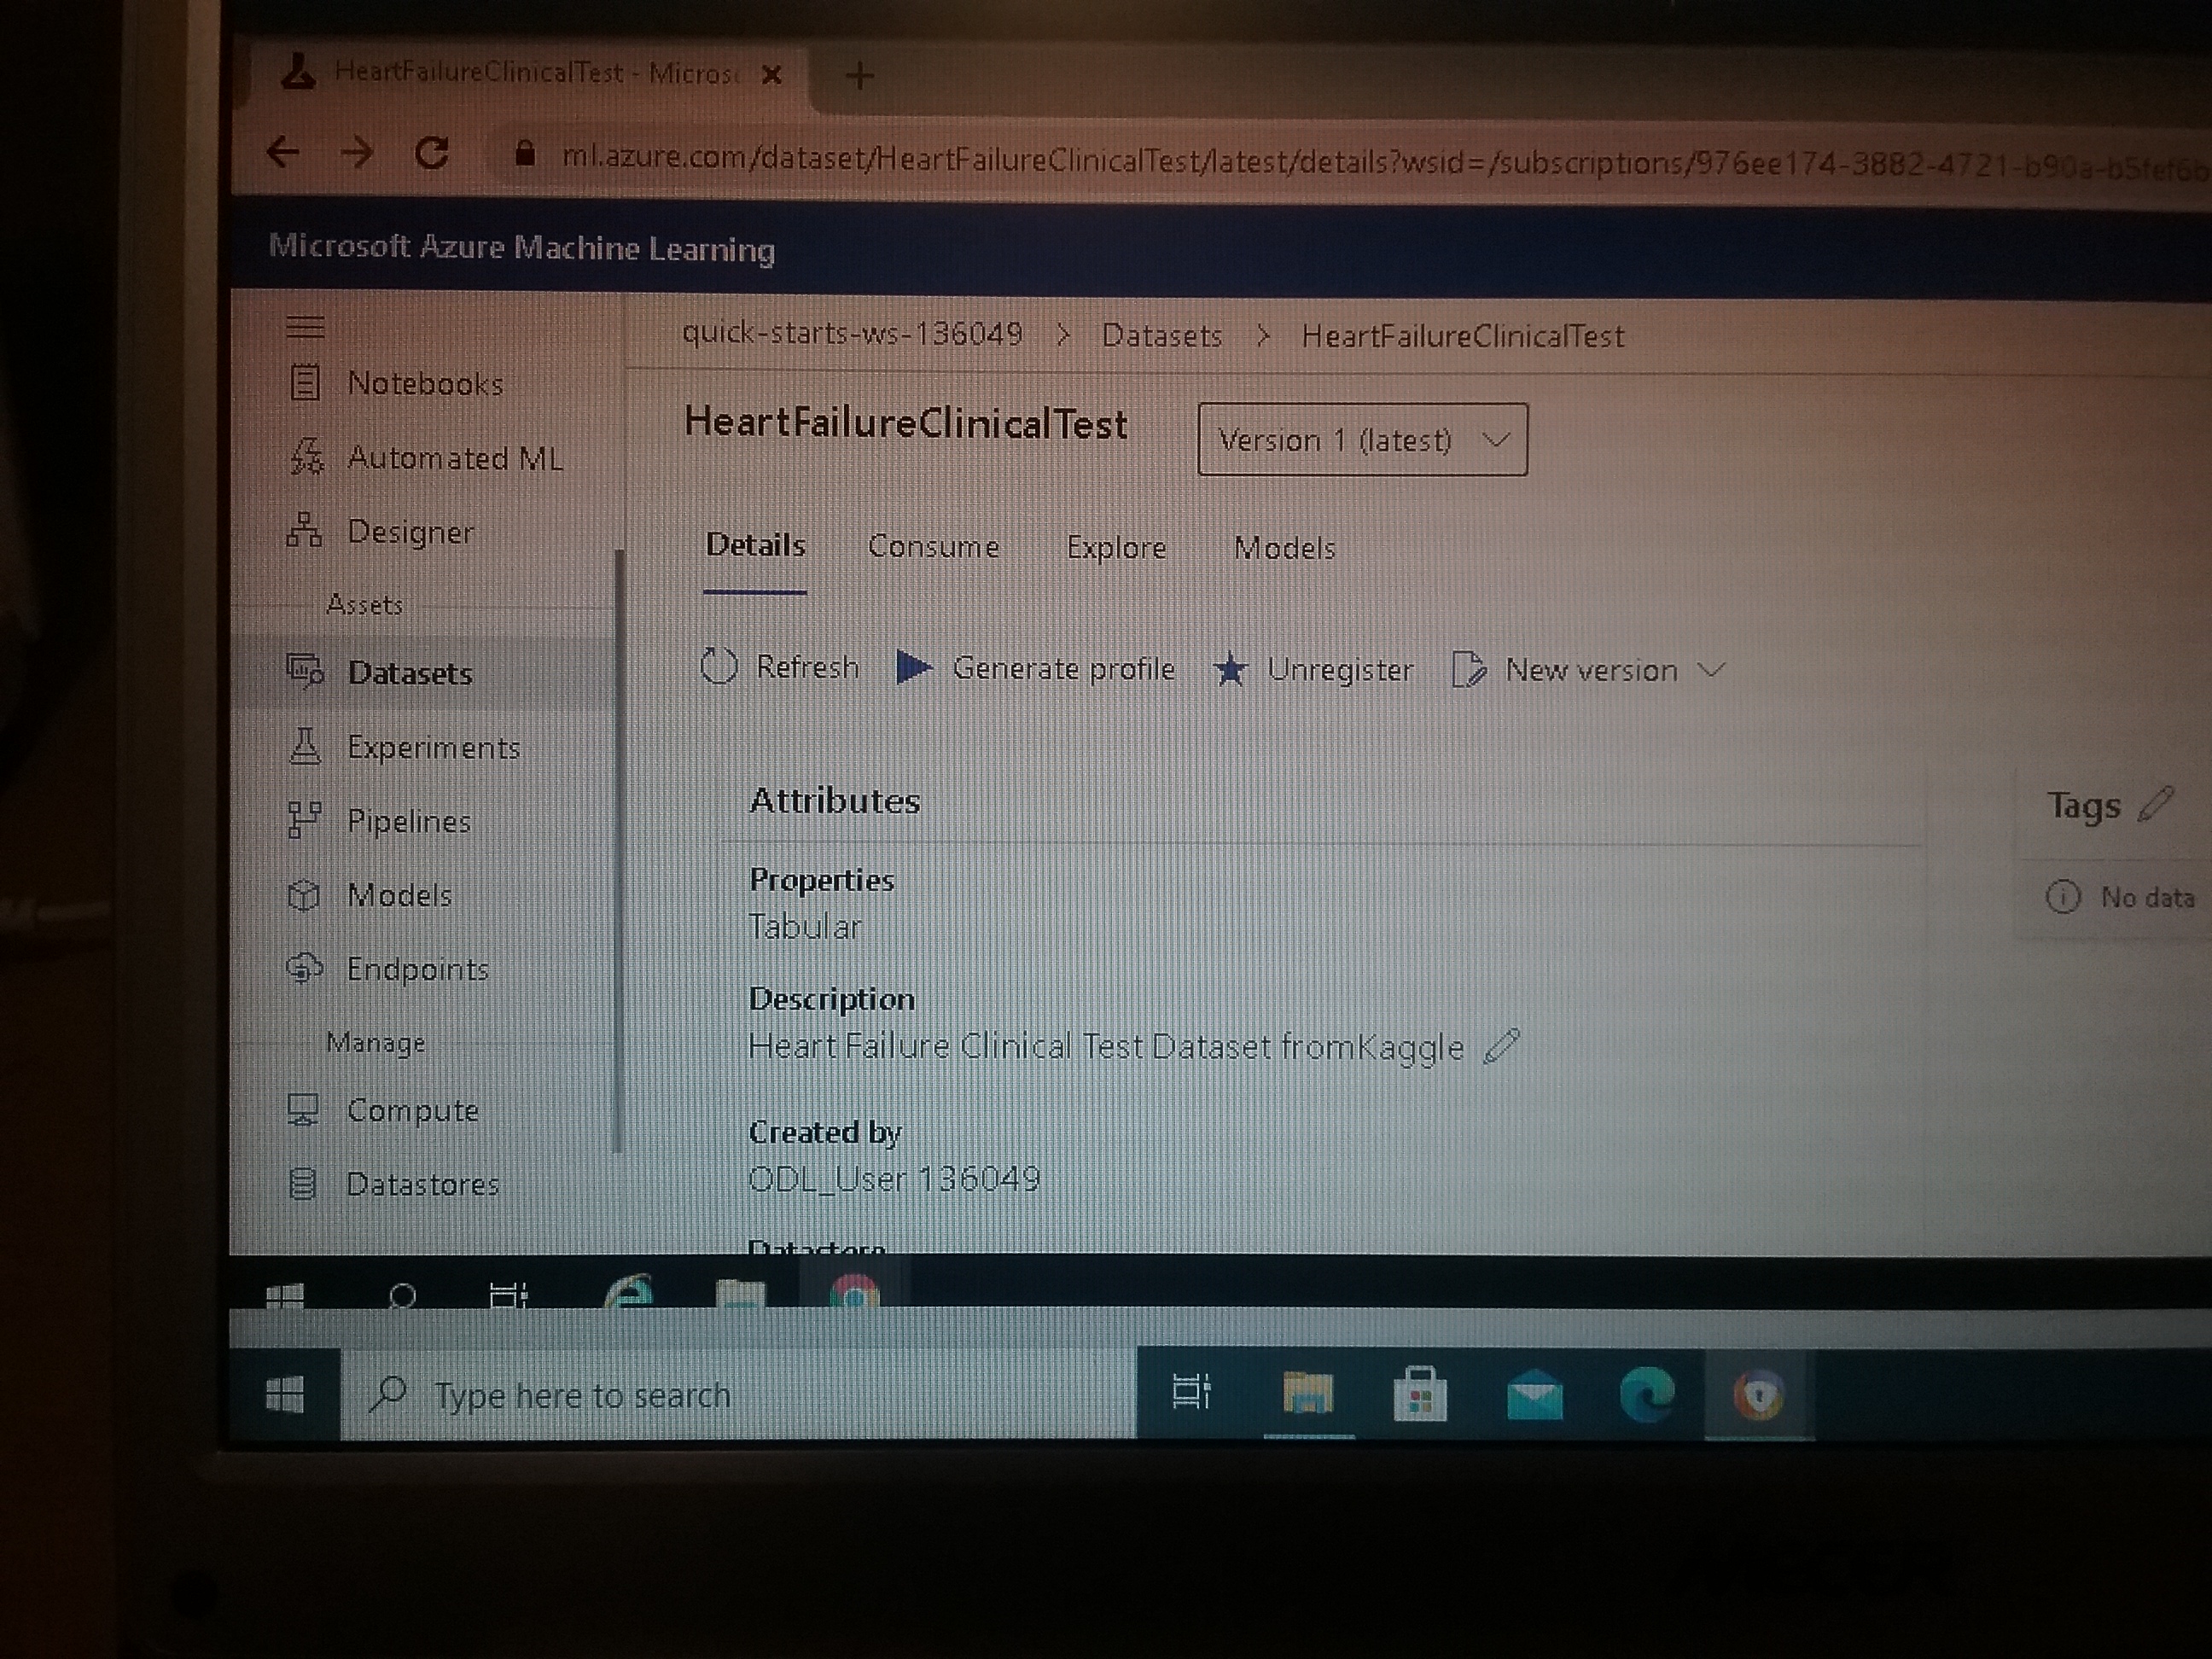 HeartFailureClinicalTest - Micros
ml.azure.com/dataset/HeartFailureClinicalTest/latest/details?wsid=/subscriptions/976ee174-3882-4721-b90a-b5fef6b
Microsoft Azure Machine Learning
quick-starts-ws-136049 > Datasets > HeartFailureClinicalTest
Notebooks
Automated ML
Designer
Assets
Datasets
Experiments
Pipelines
Models
Endpoints
Manage
Compute
Datastores
HeartFailureClinicalTest
Version 1 (latest)
Details Consume Explore Models
Refresh Generate profile Unregister New version
Attributes
Properties
Tabular
Description
Heart Failure Clinical Test Dataset fromKaggle
Created by
ODL_User 136049
Datastore
Tags
No data
Type here to search